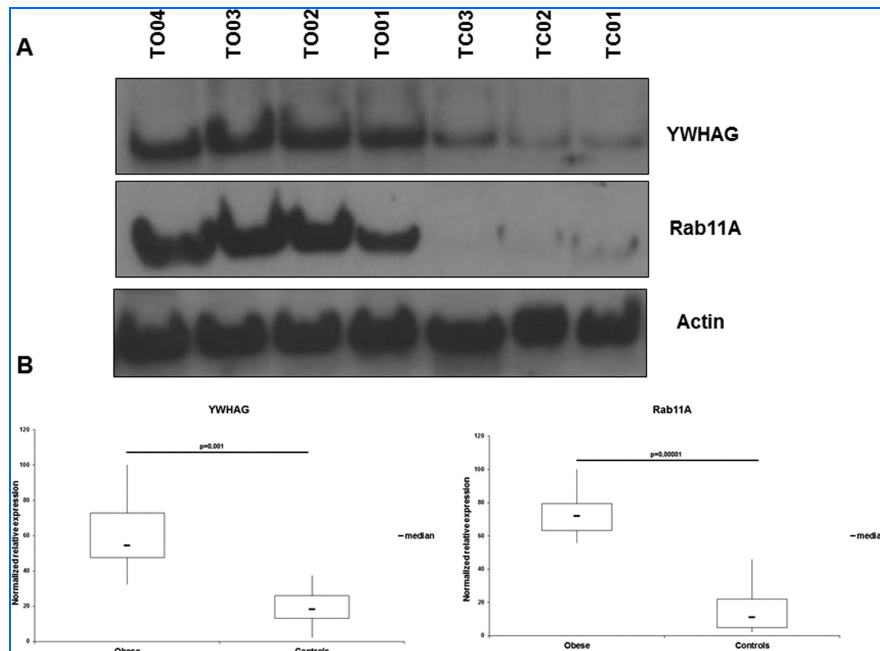 A
TO04 TO03 TO02 TO01 TC03 TC02 TC01
YWHAG
Rab11A
Actin
B
YWHAG
p=0,001
120
100
80
60
40
20
0
Normalized relative expression
Obese Controls
median
Rab11A
p=0,00001
120
100
80
60
40
20
0
Normalized relative expression
Obese Controls